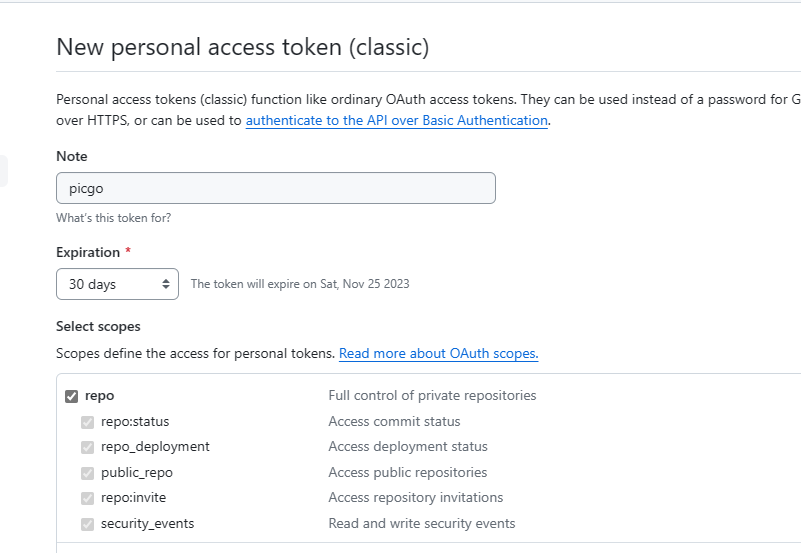 New personal access token (classic)
Personal access tokens (classic) function like ordinary OAuth access tokens. They can be used instead of a password for G
over HTTPS, or can be used to authenticate to the API over Basic Authentication.
Note
picgo
What's this token for?
Expiration *
30 days The token will expire on Sat, Nov 25 2023
Select scopes
Scopes define the access for personal tokens. Read more about OAuth scopes.
repo Full control of private repositories
repo:status Access commit status
repo_deployment Access deployment status
public_repo Access public repositories
repo:invite Access repository invitations
security_events Read and write security events